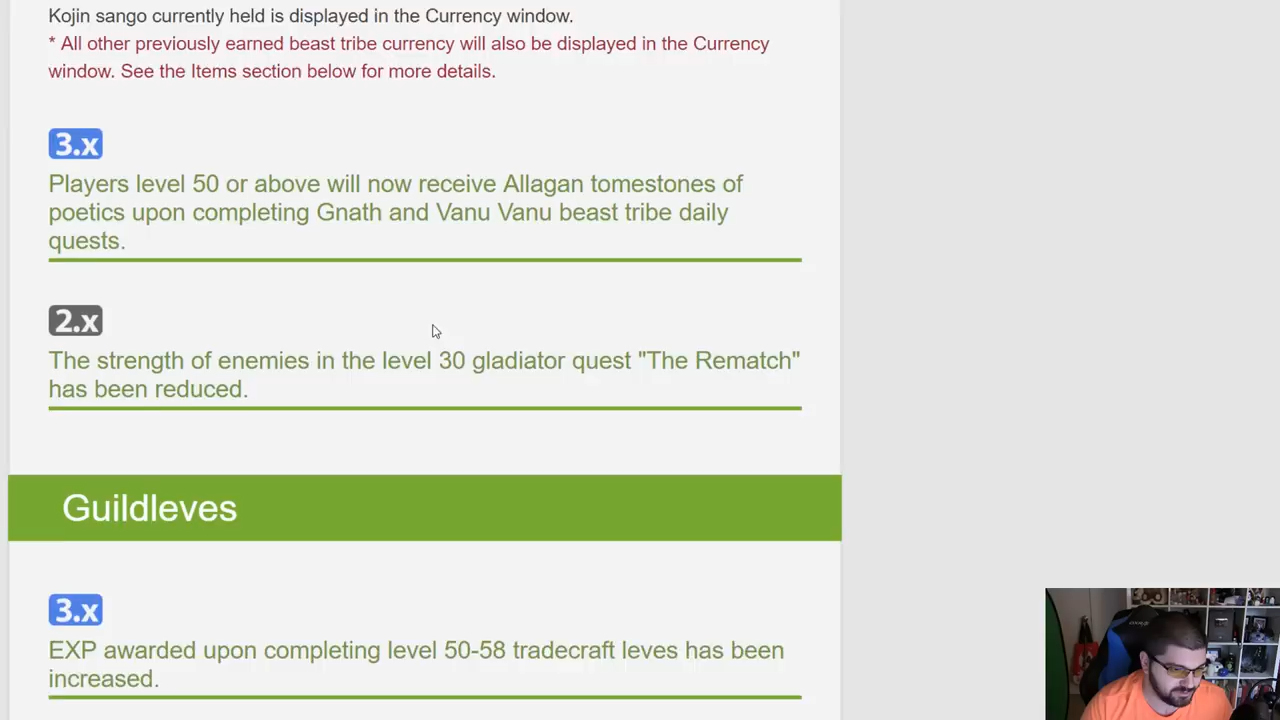 Kojin sango currently held is displayed in the Currency window.
* All other previously earned beast tribe currency will also be displayed in the Currency
window. See the Items section below for more details.
3.x
Players level 50 or above will now receive Allagan tomestones of
poetics upon completing Gnath and Vanu Vanu beast tribe daily
quests.
2.x
The strength of enemies in the level 30 gladiator quest "The Rematch"
has been reduced.
Guildleves
3.x
EXP awarded upon completing level 50-58 tradecraft leves has been
increased.